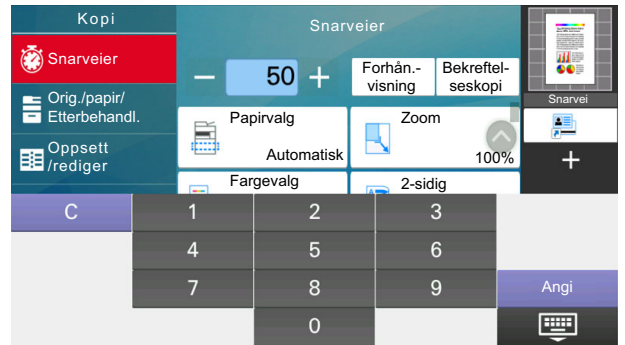 Kopi
Snarveier
Orig./papir/
Etterbehandl.
Oppsett
/rediger
Snarveier
− 50 +
Forhån.-
visning
Bekreftel-
seskopi
Papirvalg
Automatisk
Zoom
100%
Fargevalg
2-sidig
Snarvei
+
C
1 2 3
4 5 6
7 8 9
0
Angi